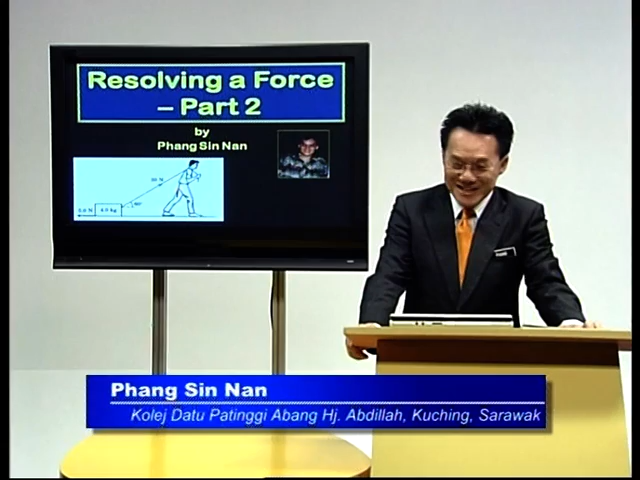 Resolving a Force
– Part 2
by
Phang Sin Nan
Phang Sin Nan
Kolej Datu Patinggi Abang Hj. Abdillah, Kuching, Sarawak